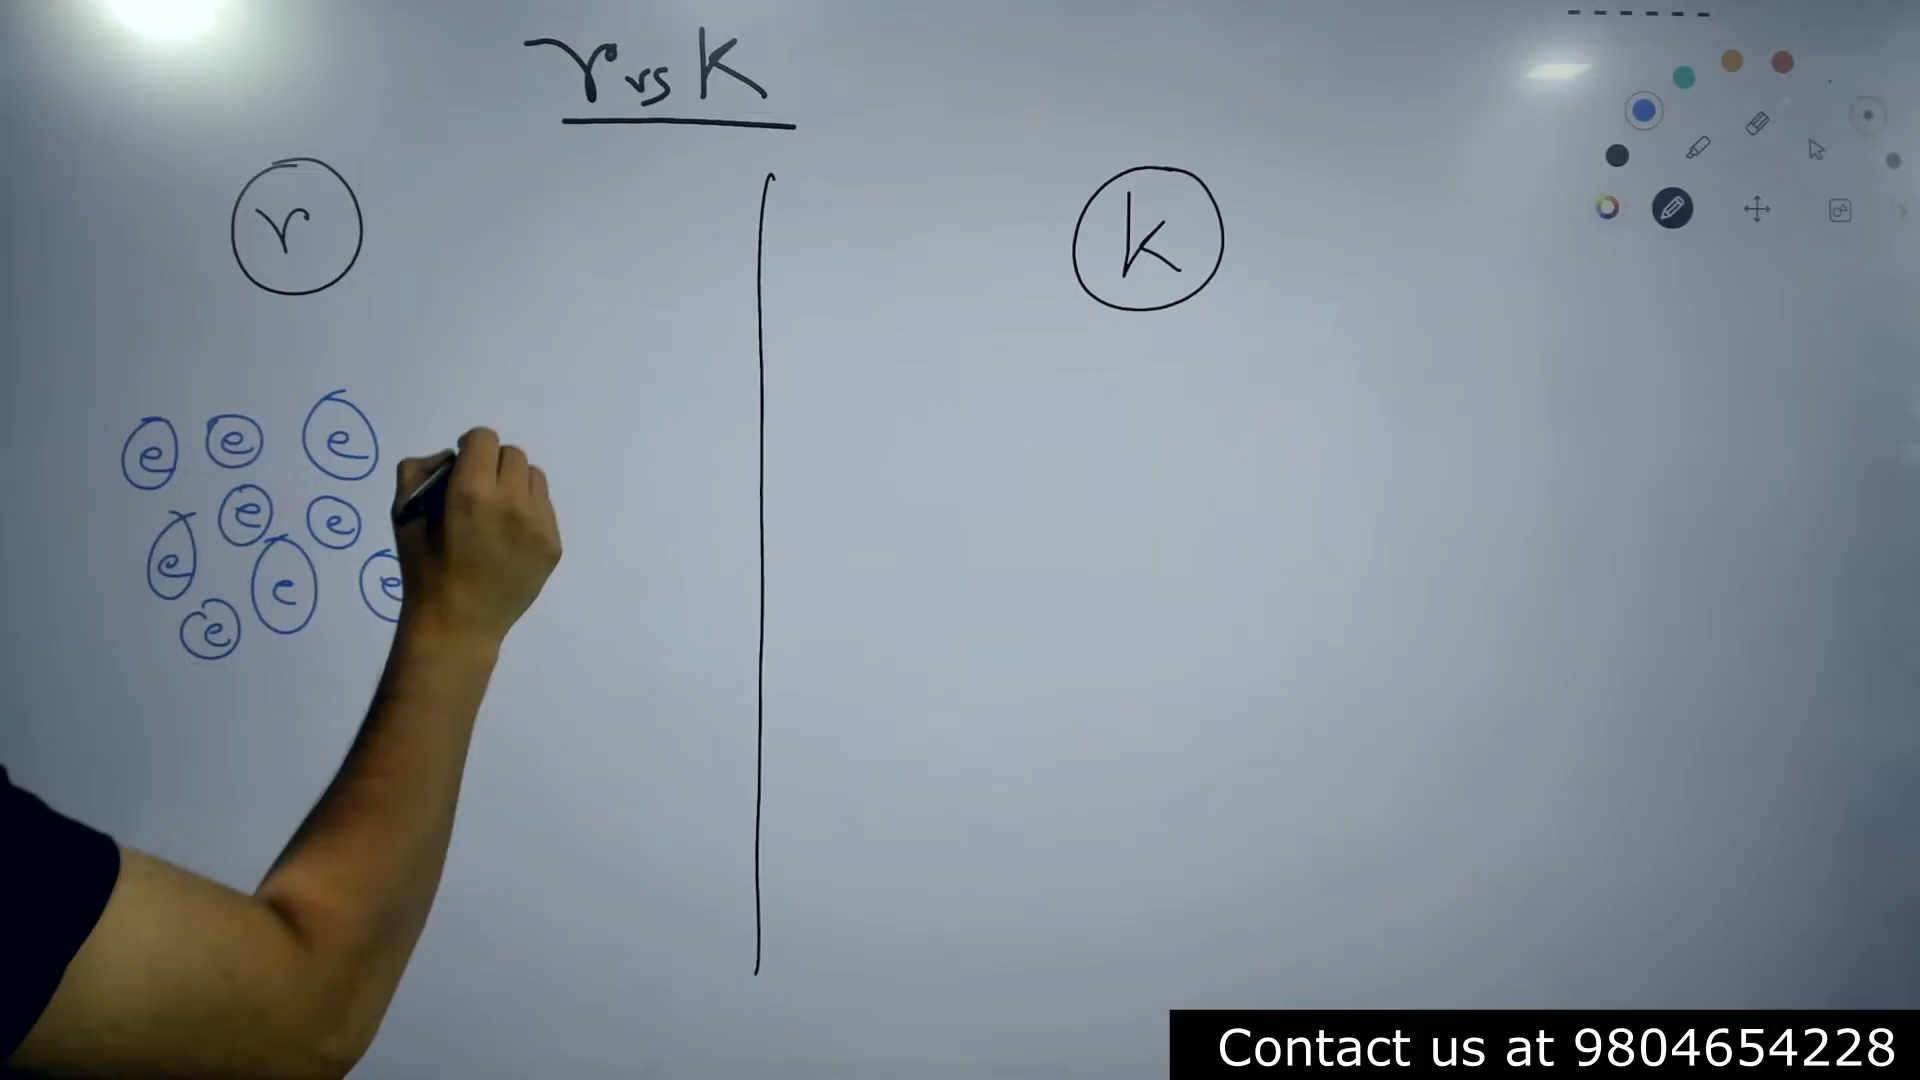 r vs K
r
k
e e e
e e
e e e
e
Contact us at 9804654228